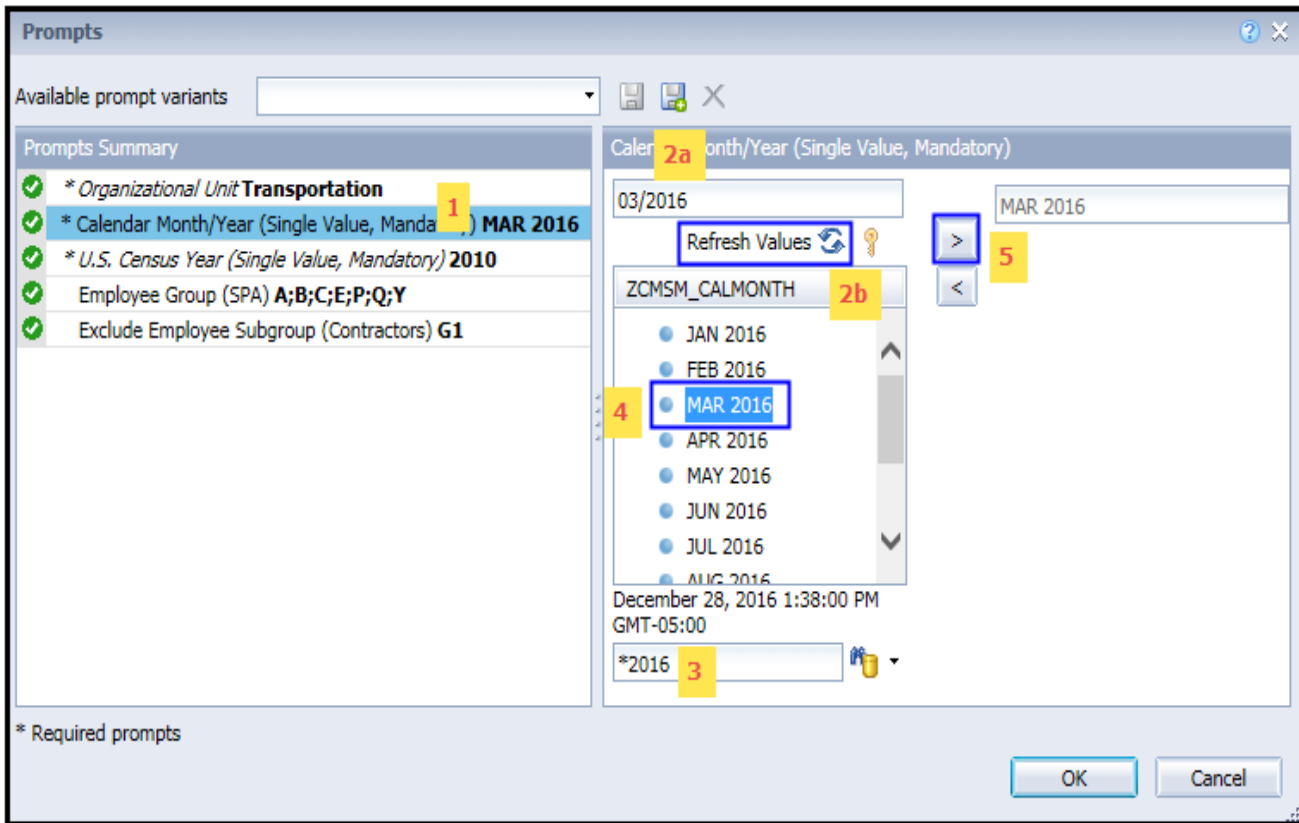 Prompts
Available prompt variants
Prompts Summary
* Organizational Unit Transportation
1
* Calendar Month/Year (Single Value, Manda ) MAR 2016
* U.S. Census Year (Single Value, Mandatory) 2010
Employee Group (SPA) A;B;C;E;P;Q;Y
Exclude Employee Subgroup (Contractors) G1
Calen onth/Year (Single Value, Mandatory)
2a
03/2016
Refresh Values
2b
ZCMSM_CALMONTH
JAN 2016
FEB 2016
4
MAR 2016
APR 2016
MAY 2016
JUN 2016
JUL 2016
AUG 2016
December 28, 2016 1:38:00 PM
GMT-05:00
*2016
3
>
<
5
MAR 2016
* Required prompts
OK
Cancel